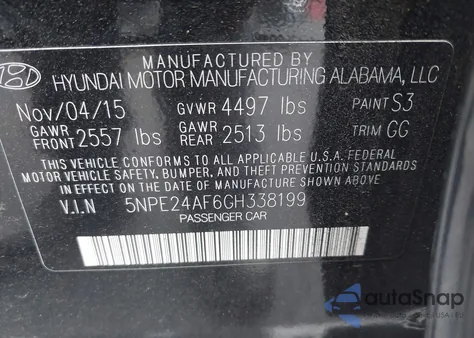 MANUFACTURED BY
HYUNDAI MOTOR MANUFACTURING ALABAMA, LLC
Nov/04/15 GVWR 4497 lbs PAINT S3
GAWR FRONT 2557 lbs GAWR REAR 2513 lbs TRIM GG
THIS VEHICLE CONFORMS TO ALL APPLICABLE U.S.A. FEDERAL
MOTOR VEHICLE SAFETY, BUMPER, AND THEFT PREVENTION STANDARDS
IN EFFECT ON THE DATE OF MANUFACTURE SHOWN ABOVE.
V.I.N 5NPE24AF6GH338199
PASSENGER CAR
autoSnap